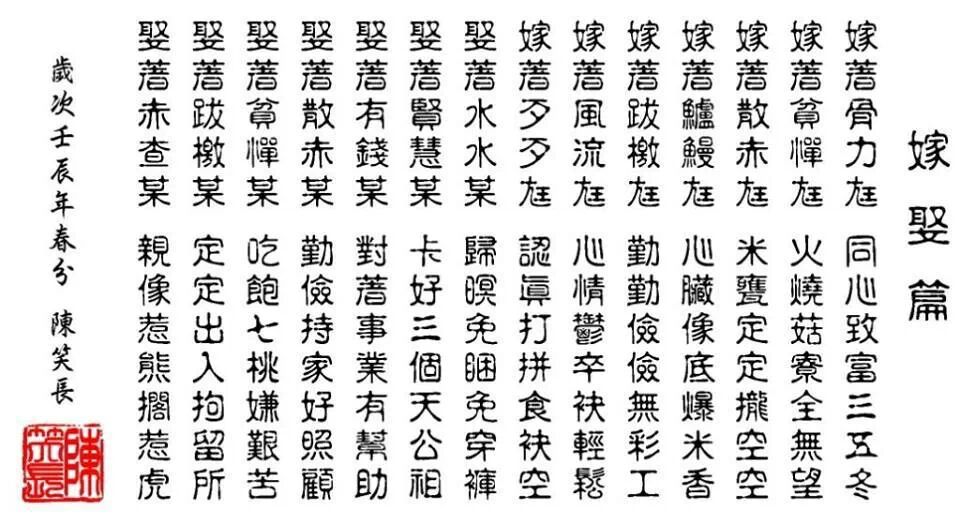 嫁娶篇
嫁著骨力尪 同心致富三五冬
嫁著貧憚尪 火燒菇寮全無望
嫁著散赤尪 米甕定定攏空空
嫁著鱸鰻尪 心臟像底爆米香
嫁著跋檄尪 勤勤儉儉無彩工
嫁著風流尪 心情鬱卒袂輕鬆
嫁著歹歹尪 認眞打拼食袂空
娶著水水某 歸暝免睏免穿褲
娶著賢慧某 卡好三個天公祖
娶著有錢某 對著事業有幫助
娶著散赤某 勤儉持家好照顧
娶著貧憚某 吃飽七桃嫌艱苦
娶著跋檄某 定定出入拘留所
娶著赤查某 親像惹熊擱惹虎
歲次壬辰年春分 陳笑長
陳笑長